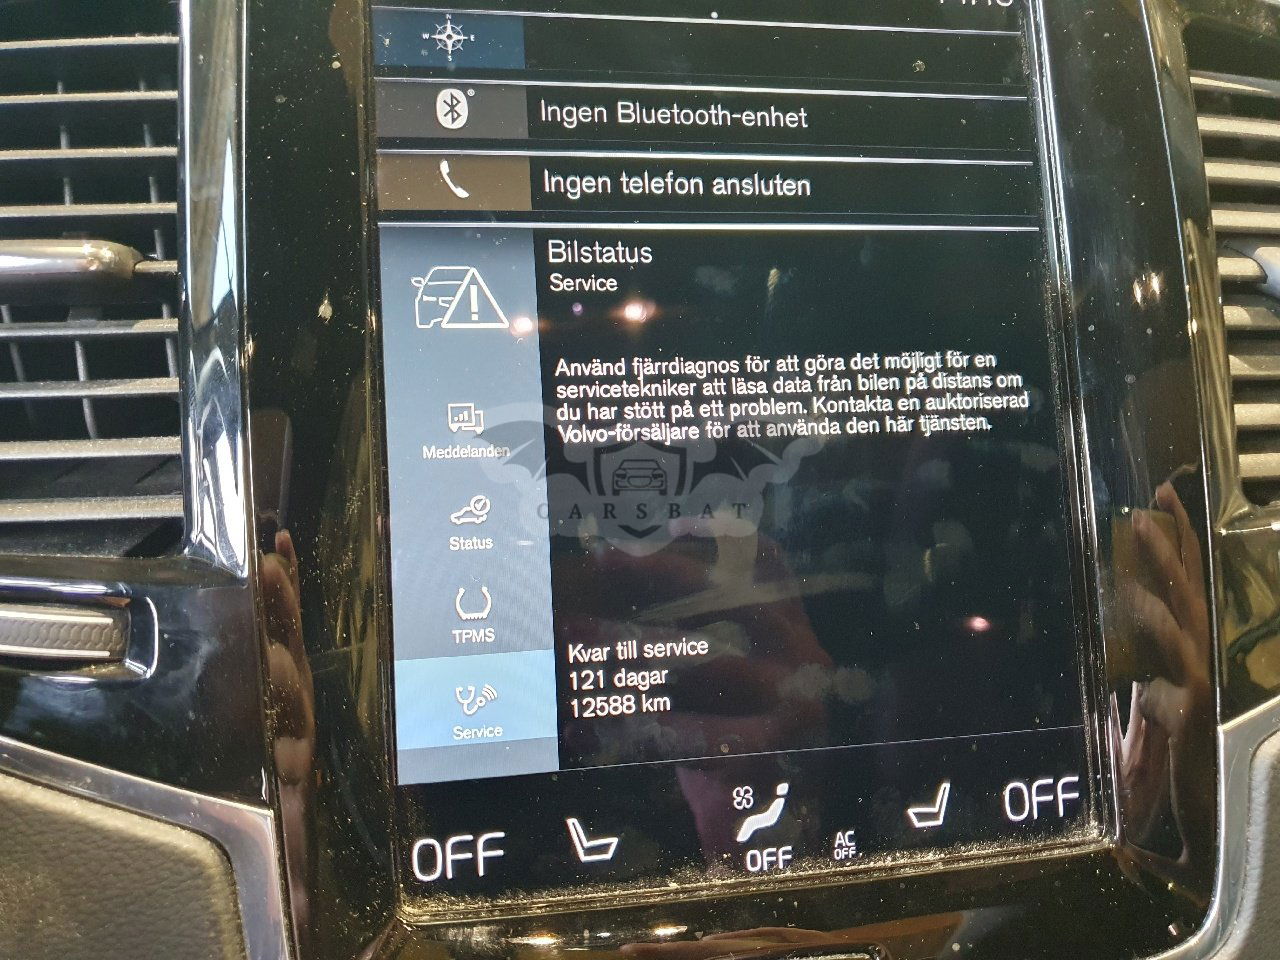 N
W E
S
Ingen Bluetooth-enhet
Ingen telefon ansluten
Bilstatus
Service
Använd fjärrdiagnos för att göra det möjligt för en
servicetekniker att läsa data från bilen på distans om
du har stött på ett problem. Kontakta en auktoriserad
Volvo-försäljare för att använda den här tjänsten.
Meddelanden
CARSBAT
Status
TPMS
Kvar till service
121 dagar
12588 km
Service
OFF
OFF
AC
OFF
OFF